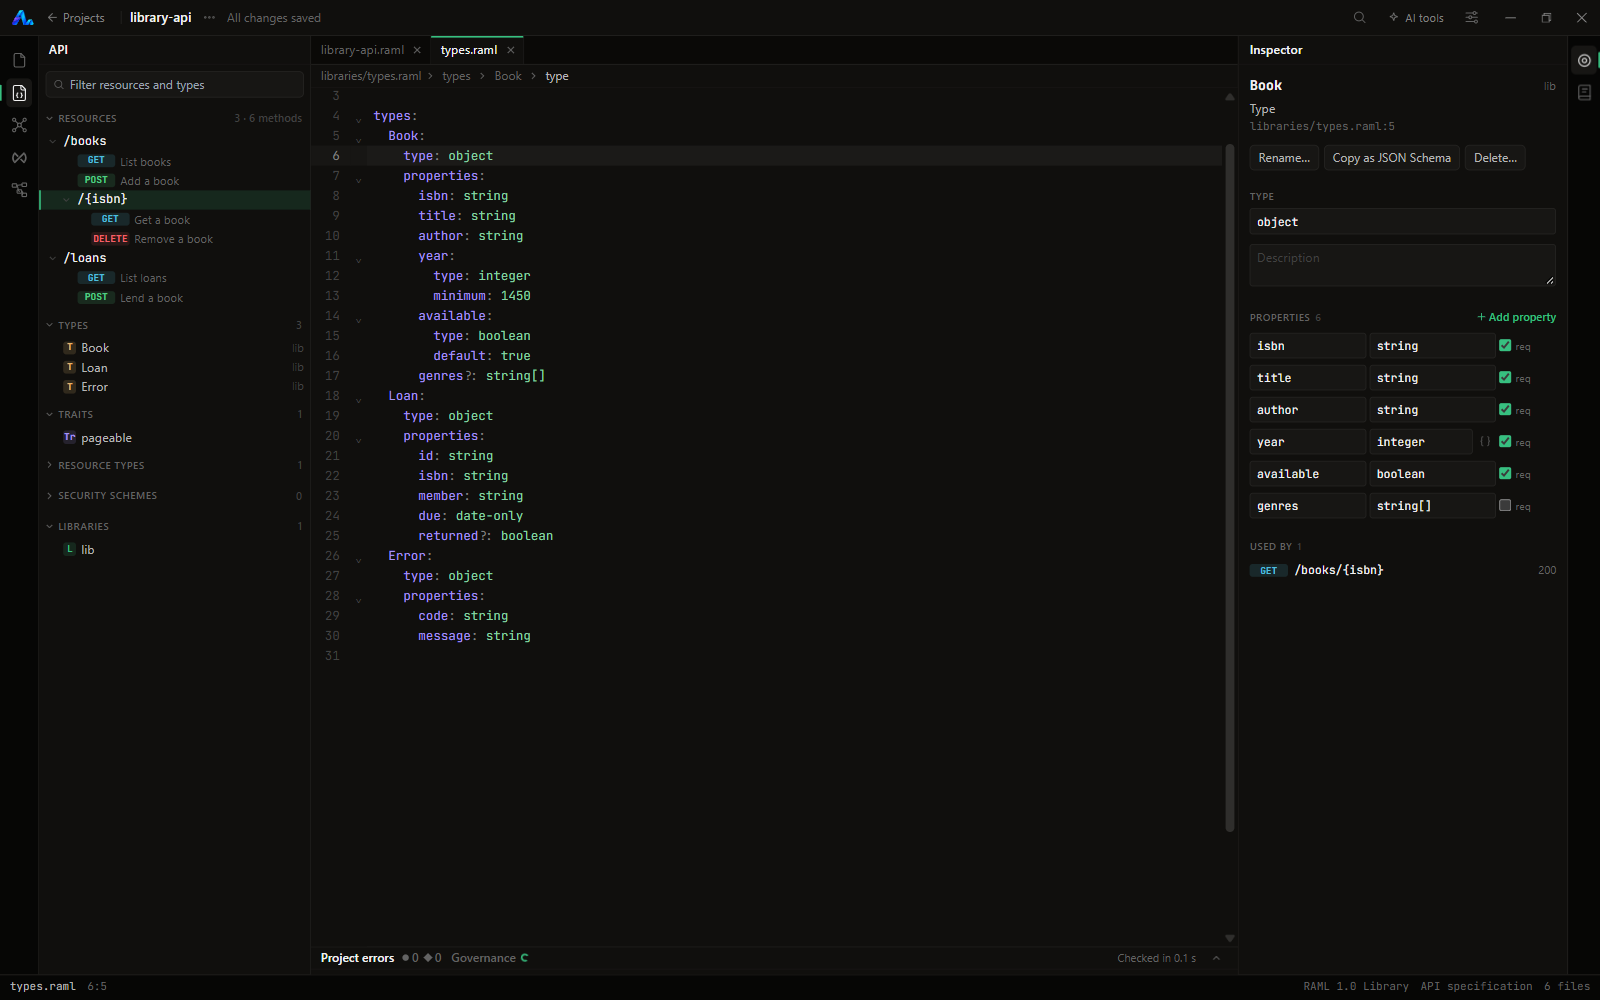 Projects
library-api
All changes saved
AI tools
API
Filter resources and types
RESOURCES
3 · 6 methods
/books
GET List books
POST Add a book
/{isbn}
GET Get a book
DELETE Remove a book
/loans
GET List loans
POST Lend a book
TYPES
3
T Book lib
T Loan lib
T Error lib
TRAITS
1
Tr pageable
RESOURCE TYPES
1
SECURITY SCHEMES
0
LIBRARIES
1
L lib
library-api.raml
types.raml
libraries/types.raml > types > Book > type
3
4 types:
5 Book:
6 type: object
7 properties:
8 isbn: string
9 title: string
10 author: string
11 year:
12 type: integer
13 minimum: 1450
14 available:
15 type: boolean
16 default: true
17 genres?: string[]
18 Loan:
19 type: object
20 properties:
21 id: string
22 isbn: string
23 member: string
24 due: date-only
25 returned?: boolean
26 Error:
27 type: object
28 properties:
29 code: string
30 message: string
31
Project errors 0 0 Governance C
Checked in 0.1 s
Inspector
Book
lib
Type
libraries/types.raml:5
Rename...
Copy as JSON Schema
Delete...
TYPE
object
Description
PROPERTIES 6
+ Add property
isbn string req
title string req
author string req
year integer {} req
available boolean req
genres string[] req
USED BY 1
GET /books/{isbn} 200
types.raml 6:5
RAML 1.0 Library API specification 6 files